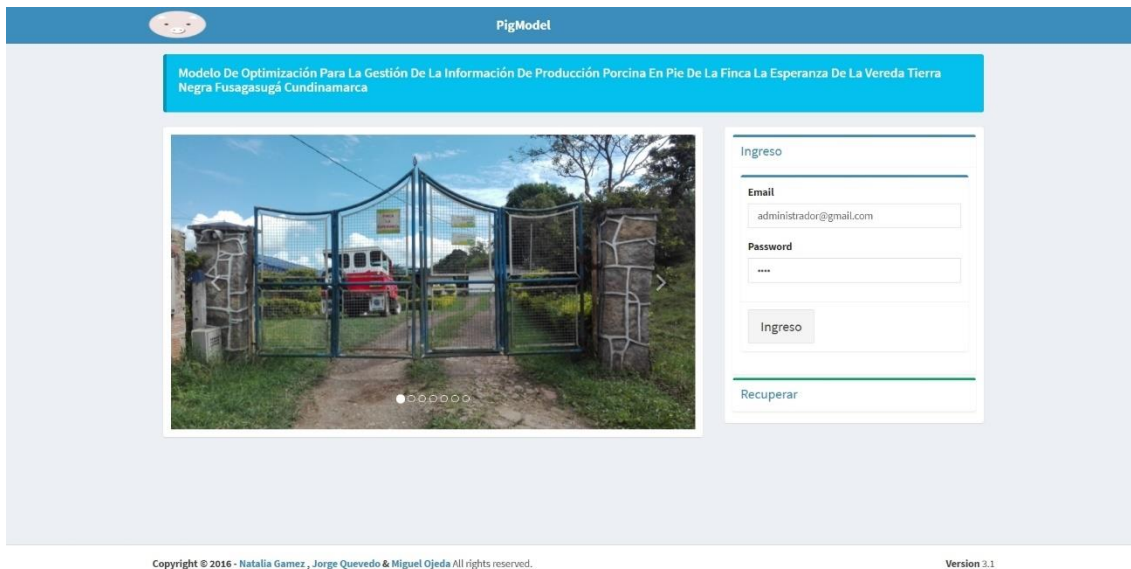 PigModel
Modelo De Optimización Para La Gestión De La Información De Producción Porcina En Pie De La Finca La Esperanza De La Vereda Tierra
Negra Fusagasugá Cundinamarca
Ingreso
Email
administrador@gmail.com
Password
••••
Ingreso
Recuperar
Copyright © 2016 - Natalia Gamez , Jorge Quevedo & Miguel Ojeda All rights reserved.
Version 3.1